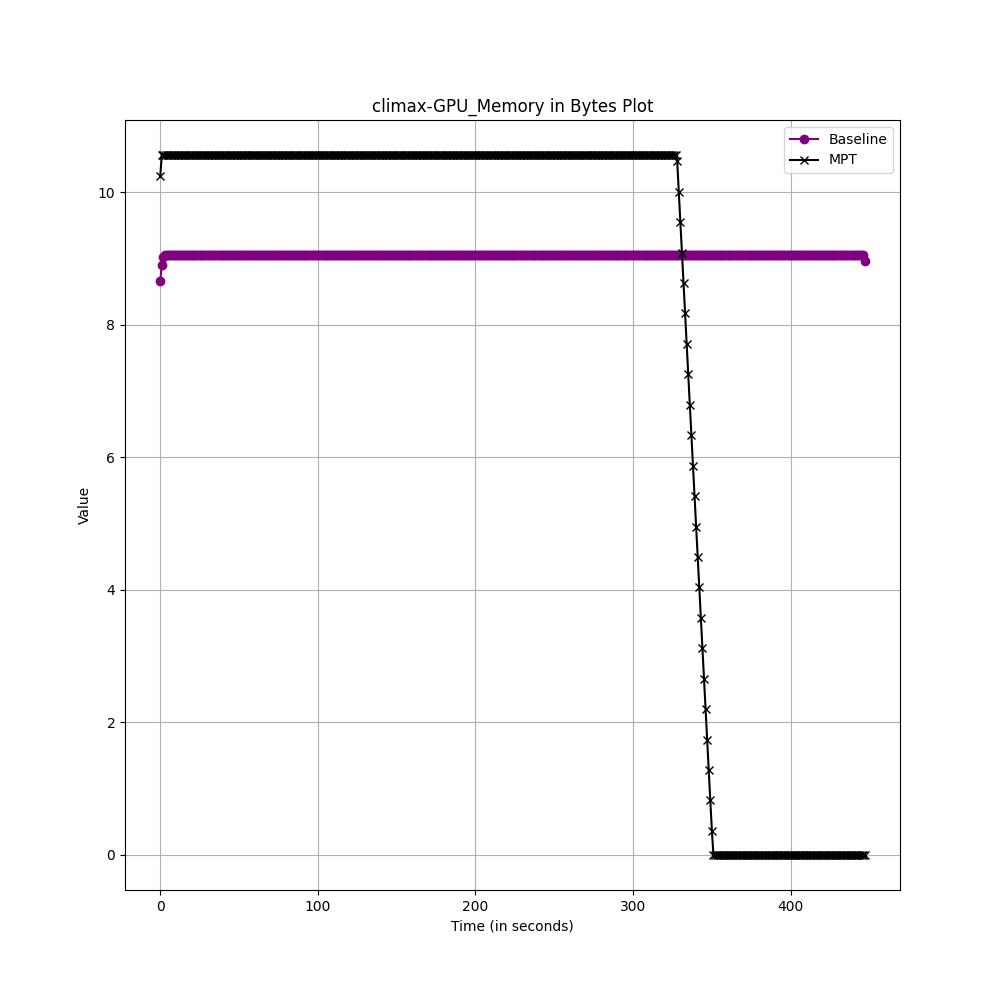 climax-GPU_Memory in Bytes Plot
Baseline
MPT
10
8
6
4
2
0
Value
0 100 200 300 400
Time (in seconds)